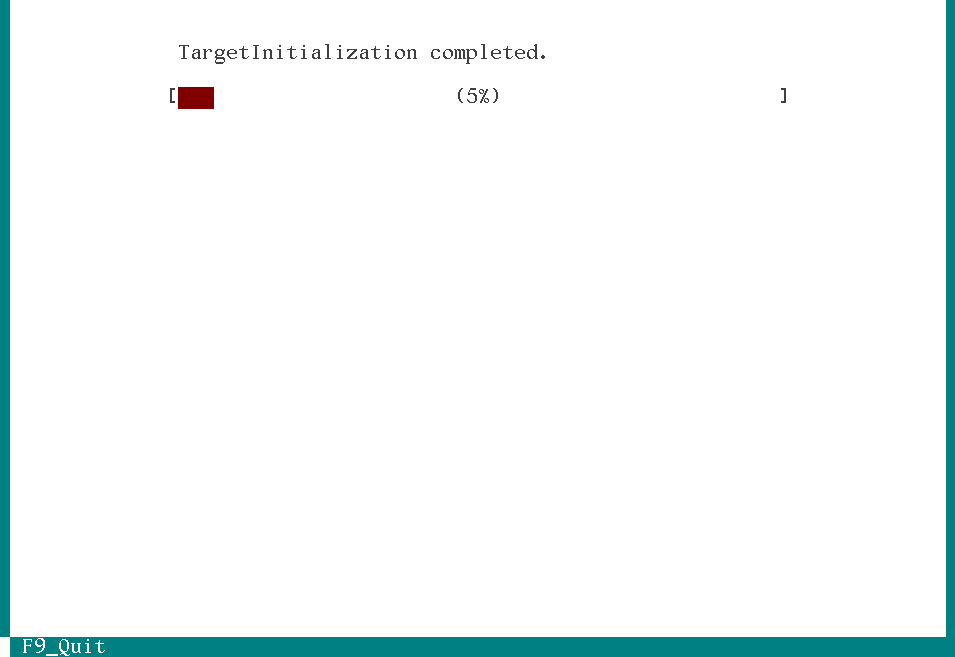 TargetInitialization completed.
[ (5%) ]
F9_Quit